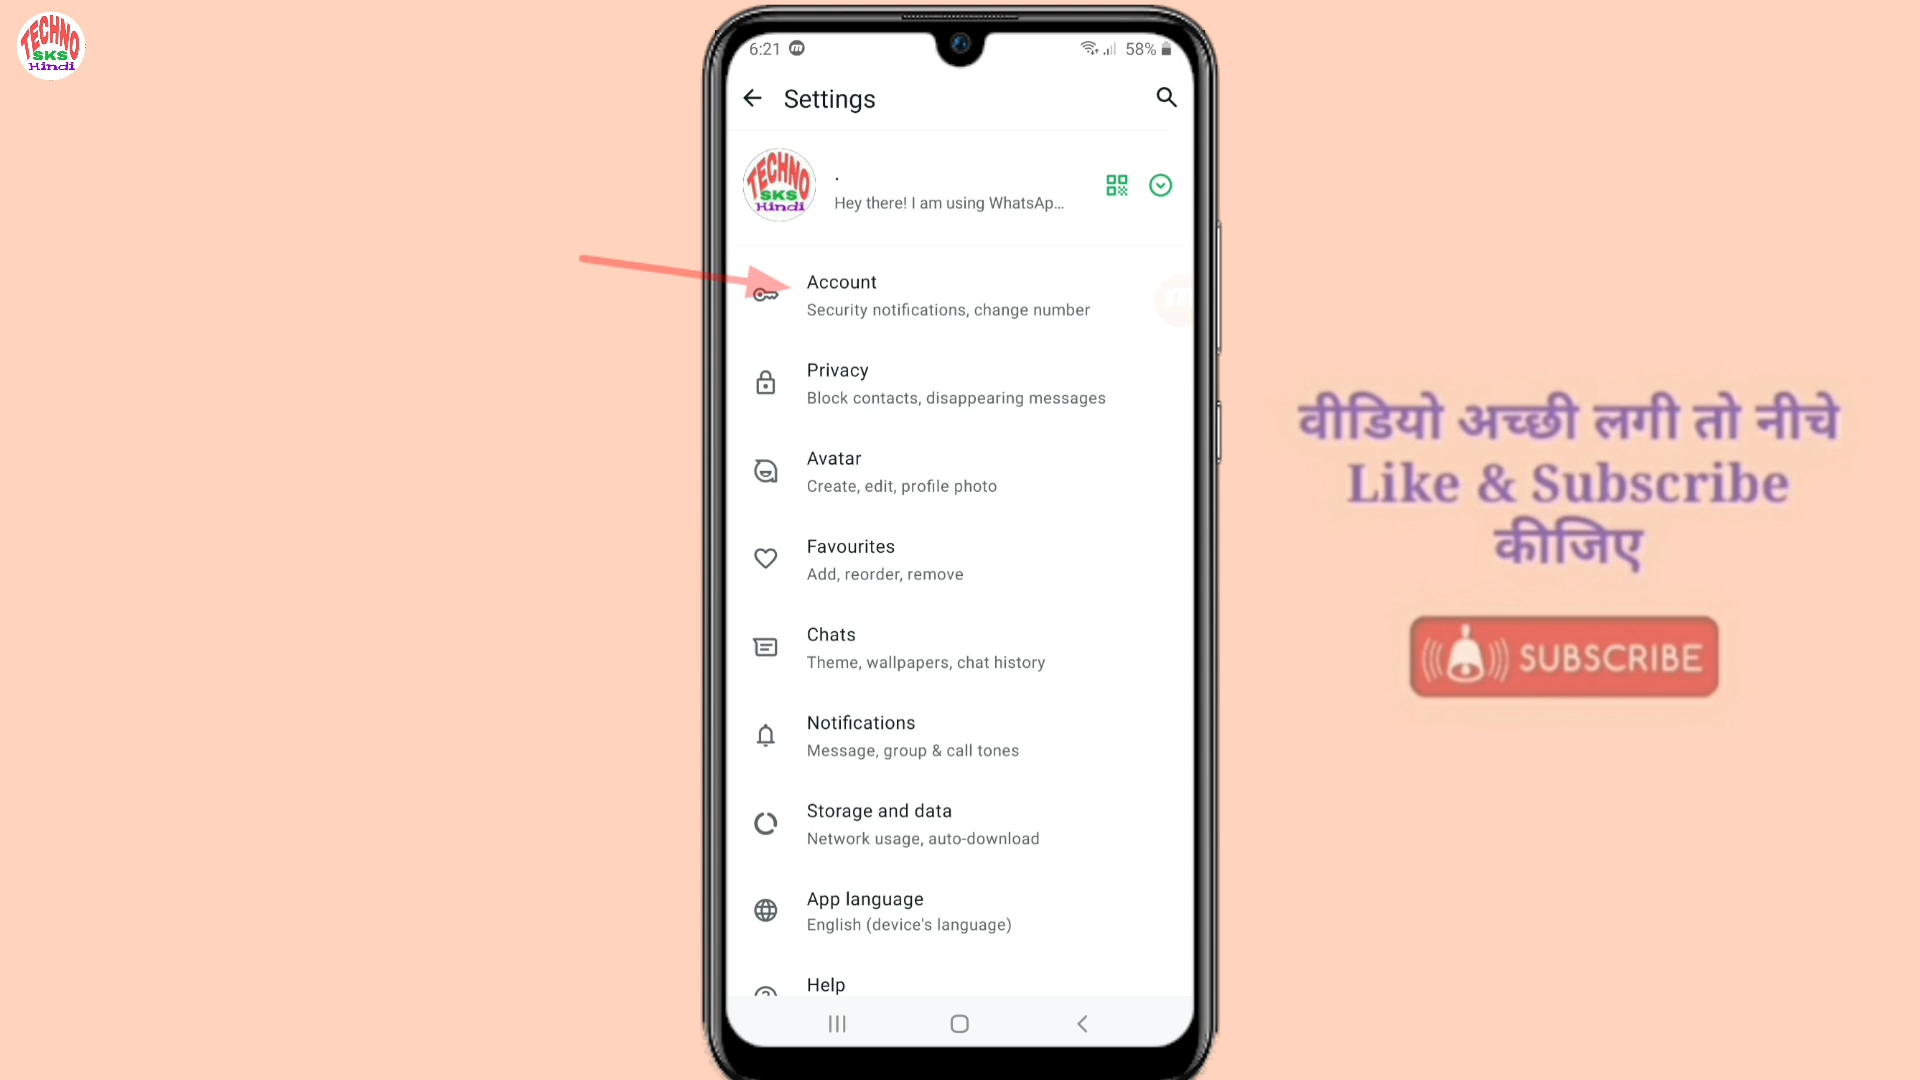 TECHNO
SKS
Hindi
6:21
58%
Settings
TECHNO
SKS
Hindi
.
Hey there! I am using WhatsAp...
Account
Security notifications, change number
Privacy
Block contacts, disappearing messages
Avatar
Create, edit, profile photo
Favourites
Add, reorder, remove
Chats
Theme, wallpapers, chat history
Notifications
Message, group & call tones
Storage and data
Network usage, auto-download
App language
English (device's language)
Help
वीडियो अच्छी लगी तो नीचे
Like & Subscribe
कीजिए
SUBSCRIBE